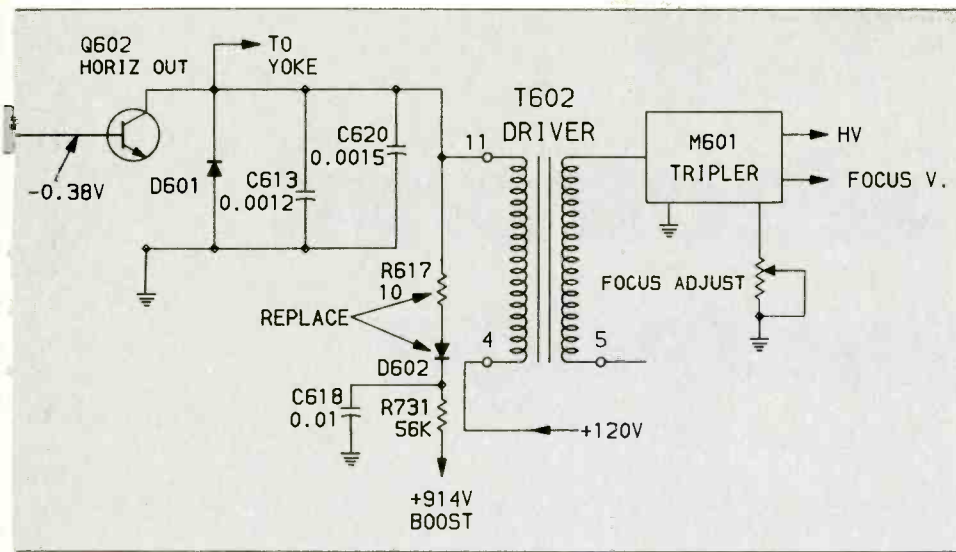 Q602
HORIZ OUT
TO
YOKE
-0.38V
D601
C613
0.0012
C620
0.0015
T602
DRIVER
11
M601
TRIPLER
HV
FOCUS V.
R617
10
FOCUS ADJUST
REPLACE
4
5
D602
C618
0.01
R731
56K
+120V
+914V
BOOST